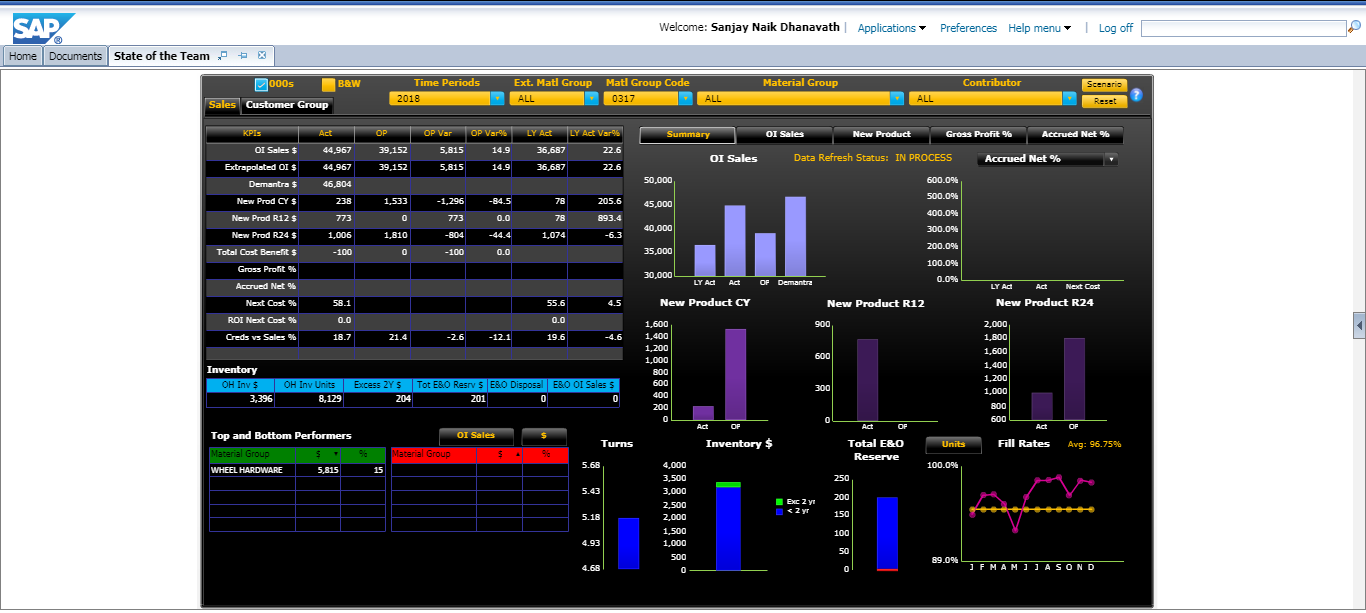 SAP ®
Welcome: Sanjay Naik Dhanavath | Applications Preferences Help menu | Log off
Home Documents State of the Team
000s B&W Time Periods Ext. Matl Group Matl Group Code Material Group Contributor Scenario
2018 ALL 0317 ALL ALL Reset ?
Sales Customer Group
KPIs Act OP OP Var OP Var% LY Act LY Act Var%
OI Sales $ 44,967 39,152 5,815 14.9 36,687 22.6
Extrapolated OI $ 44,967 39,152 5,815 14.9 36,687 22.6
Demantra $ 46,804
New Prod CY $ 238 1,533 -1,296 -84.5 78 205.6
New Prod R12 $ 773 0 773 0.0 78 893.4
New Prod R24 $ 1,006 1,810 -804 -44.4 1,074 -6.3
Total Cost Benefit $ -100 0 -100 0.0
Gross Profit %
Accrued Net %
Next Cost % 58.1 55.6 4.5
ROI Next Cost % 0.0 0.0
Creds vs Sales % 18.7 21.4 -2.6 -12.1 19.6 -4.6
Inventory
OH Inv $ OH Inv Units Excess 2Y $ Tot E&O Resrv $ E&O Disposal E&O OI Sales $
3,396 8,129 204 201 0 0
Top and Bottom Performers OI Sales $
Material Group $ % Material Group $ %
WHEEL HARDWARE 5,815 15
Summary OI Sales New Product Gross Profit % Accrued Net %
OI Sales Data Refresh Status: IN PROCESS Accrued Net %
50,000
45,000
40,000
35,000
30,000
LY Act Act OP Demantra
600.0%
500.0%
400.0%
300.0%
200.0%
100.0%
0.0%
LY Act Act Next Cost
New Product CY
1,600
1,400
1,200
1,000
800
600
400
200
0
Act OP
New Product R12
900
600
300
0
Act OP
New Product R24
2,000
1,800
1,600
1,400
1,200
1,000
800
600
Act OP
Turns
5.68
5.43
5.18
4.93
4.68
Inventory $
4,000
3,500
3,000
2,500
2,000
1,500
1,000
500
0
Exc 2 yr
< 2 yr
Total E&O
Reserve
250
200
150
100
50
0
Units Fill Rates Avg: 96.75%
100.0%
89.0%
J F M A M J J A S O N D